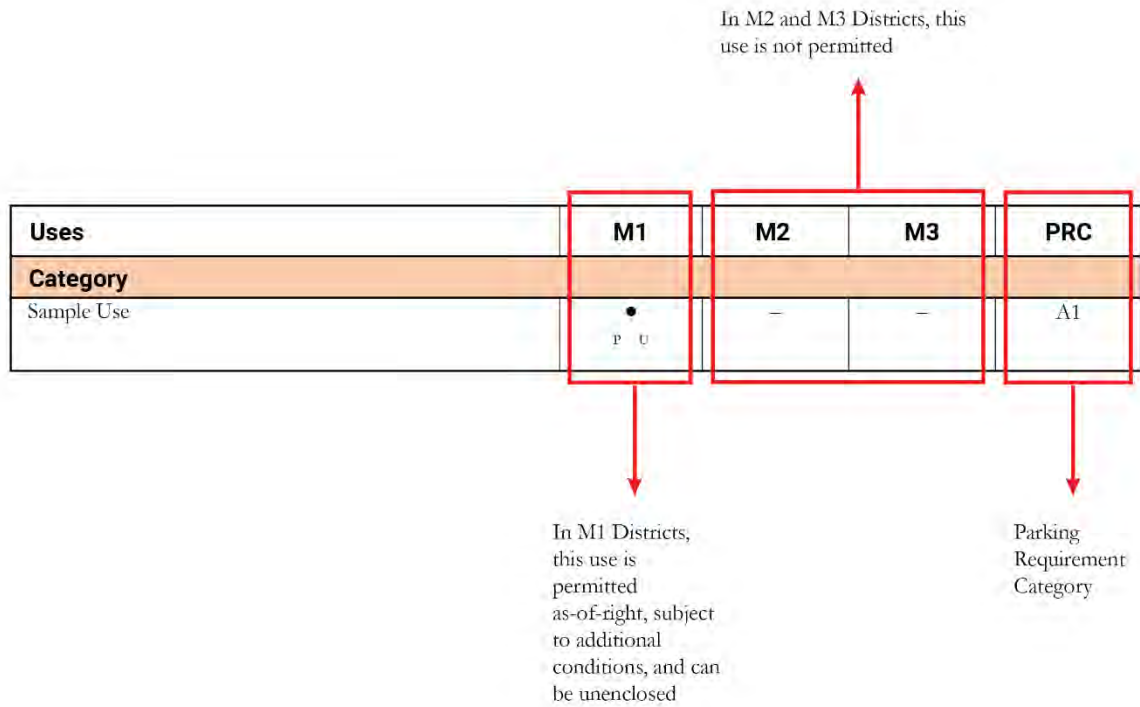 In M2 and M3 Districts, this
use is not permitted
Uses M1 M2 M3 PRC
Category
Sample Use ● – – A1
P U
In M1 Districts,
this use is
permitted
as-of-right, subject
to additional
conditions, and can
be unenclosed
Parking
Requirement
Category